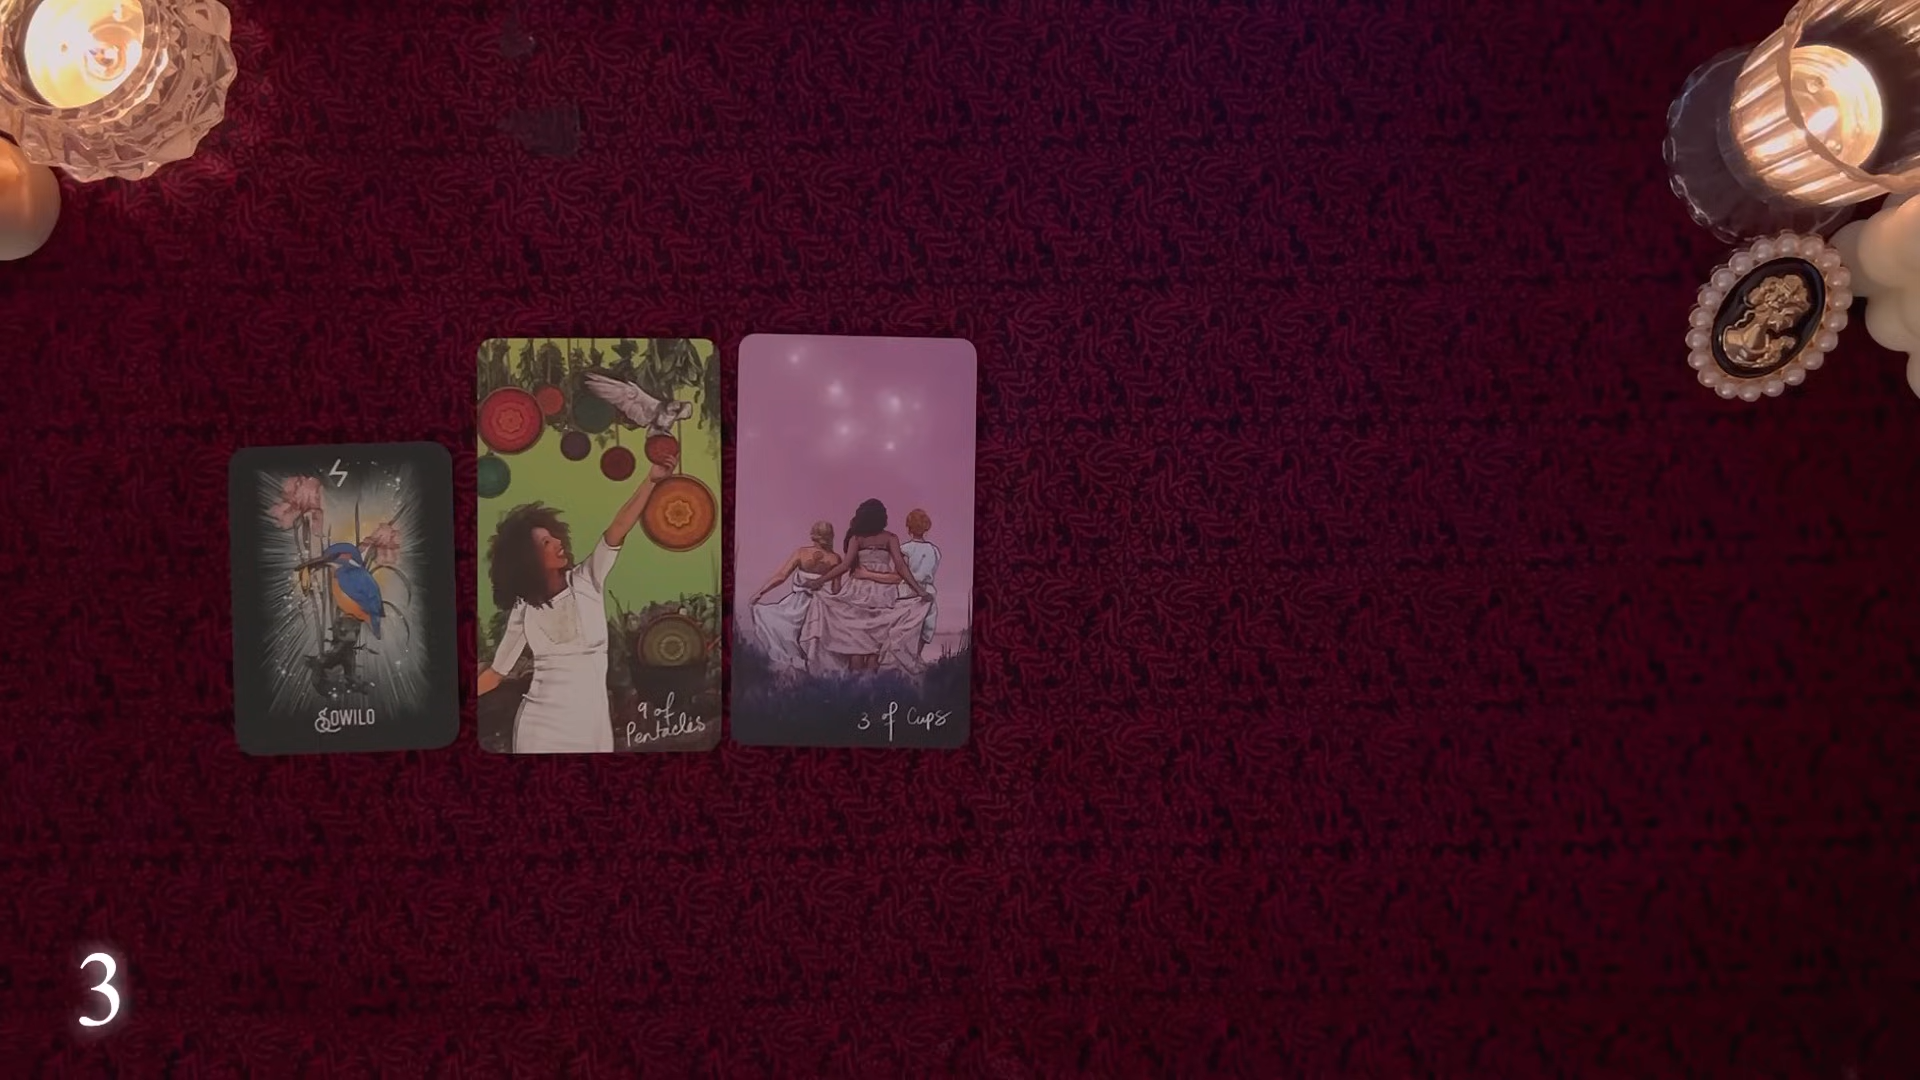 ᛋ
SOWILO
9 of
Pentacles
3 of Cups
3